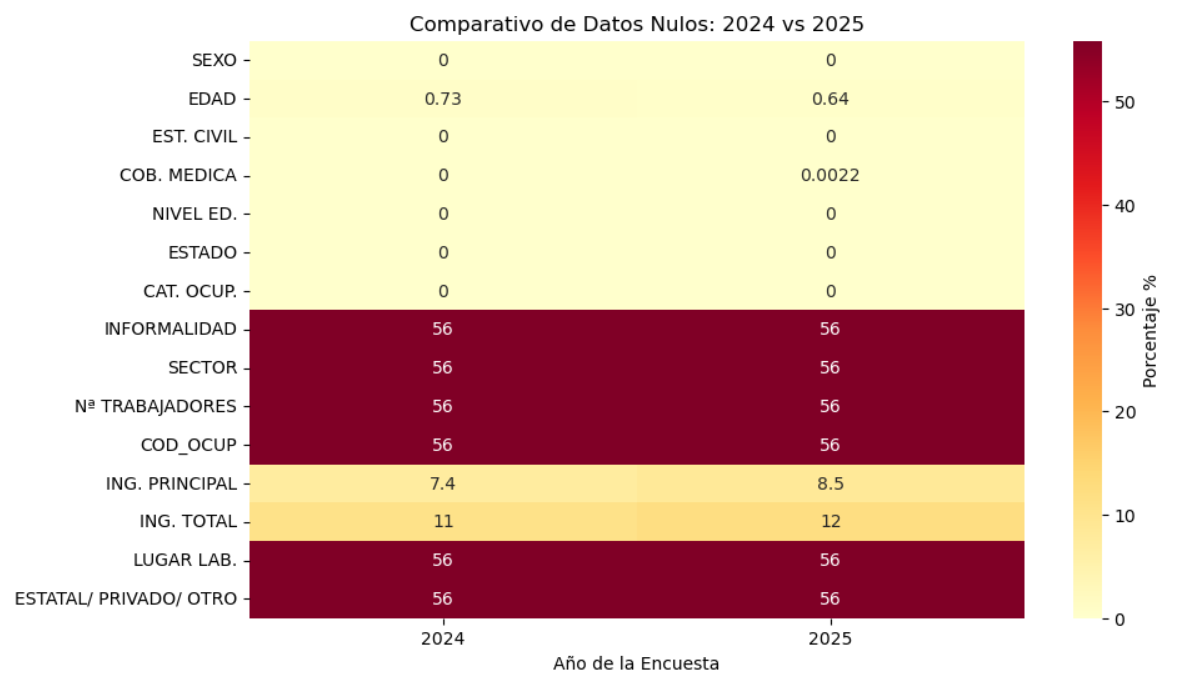 Comparativo de Datos Nulos: 2024 vs 2025
SEXO 0 0
EDAD 0.73 0.64
EST. CIVIL 0 0
COB. MEDICA 0 0.0022
NIVEL ED. 0 0
ESTADO 0 0
CAT. OCUP. 0 0
INFORMALIDAD 56 56
SECTOR 56 56
Nª TRABAJADORES 56 56
COD_OCUP 56 56
ING. PRINCIPAL 7.4 8.5
ING. TOTAL 11 12
LUGAR LAB. 56 56
ESTATAL/ PRIVADO/ OTRO 56 56
2024 2025
Año de la Encuesta
50
40
30
20
10
0
Porcentaje %